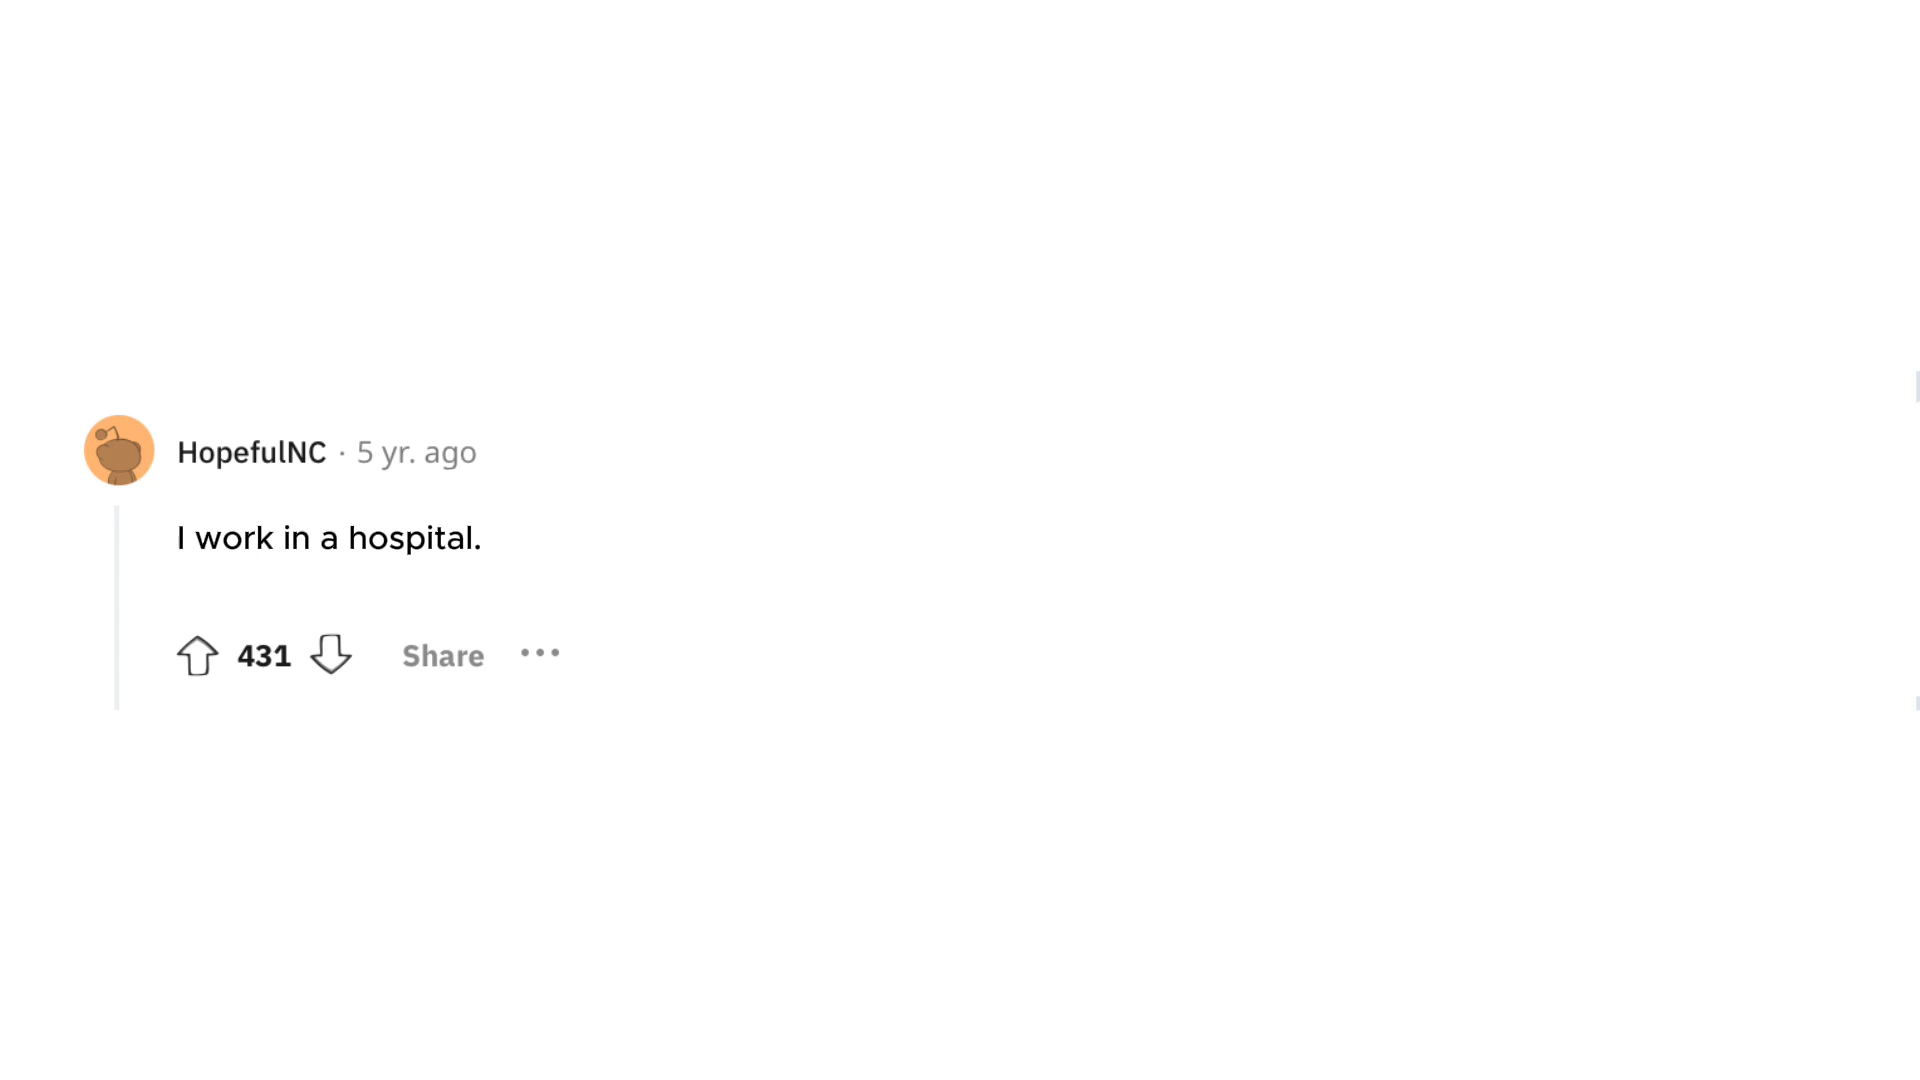 HopefulNC · 5 yr. ago
I work in a hospital.
431 Share ···